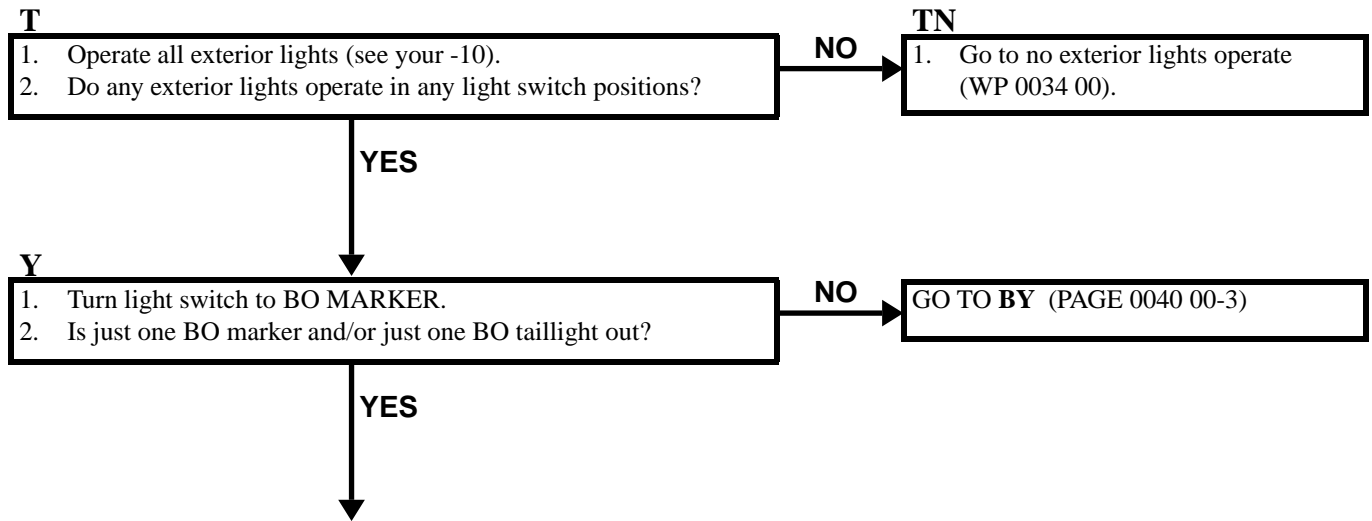 T
1. Operate all exterior lights (see your -10).
2. Do any exterior lights operate in any light switch positions?
NO
TN
1. Go to no exterior lights operate
(WP 0034 00).
YES
Y
1. Turn light switch to BO MARKER.
2. Is just one BO marker and/or just one BO taillight out?
NO
GO TO BY (PAGE 0040 00-3)
YES